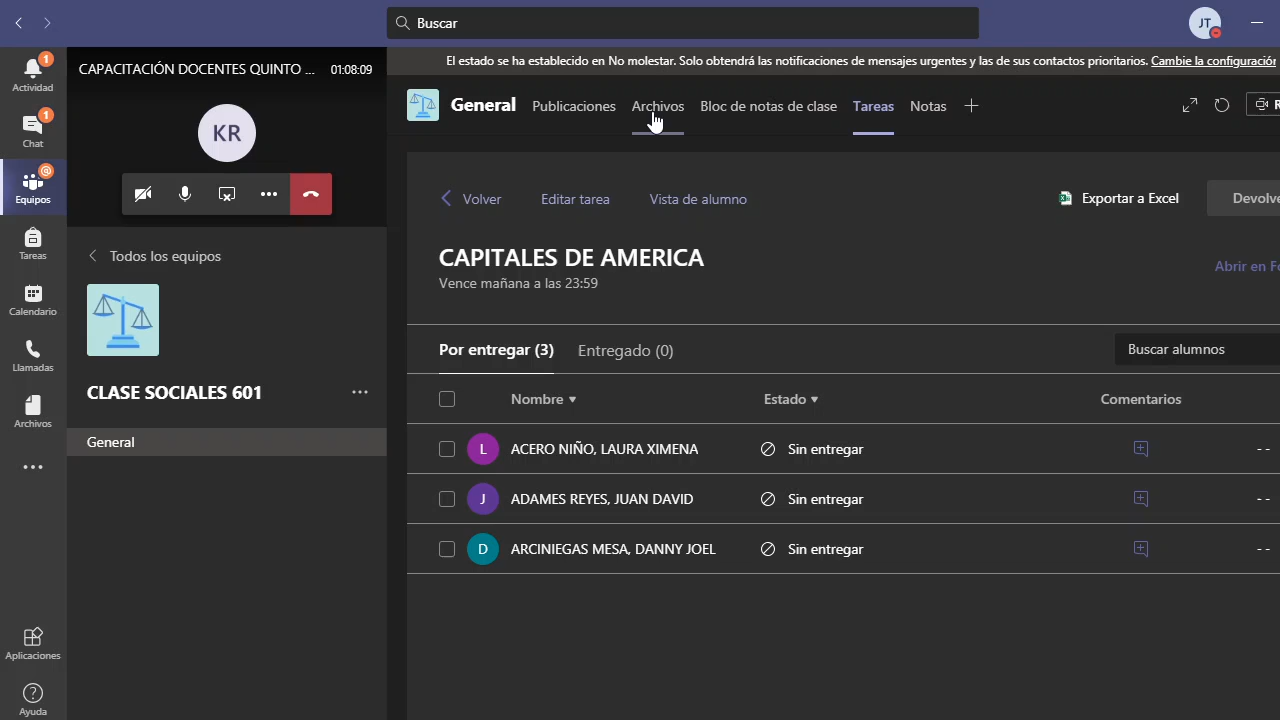 Buscar
JT
El estado se ha establecido en No molestar. Solo obtendrá las notificaciones de mensajes urgentes y las de sus contactos prioritarios. Cambie la configuración
1
Actividad
1
Chat
@
Equipos
Tareas
Calendario
Llamadas
Archivos
Aplicaciones
Ayuda
CAPACITACIÓN DOCENTES QUINTO ... 01:08:09
KR
Todos los equipos
CLASE SOCIALES 601
General
General Publicaciones Archivos Bloc de notas de clase Tareas Notas
R
Volver Editar tarea Vista de alumno Exportar a Excel Devolve
CAPITALES DE AMERICA
Vence mañana a las 23:59
Abrir en Fo
Por entregar (3) Entregado (0) Buscar alumnos
Nombre Estado Comentarios
L ACERO NIÑO, LAURA XIMENA Sin entregar - -
J ADAMES REYES, JUAN DAVID Sin entregar - -
D ARCINIEGAS MESA, DANNY JOEL Sin entregar - -